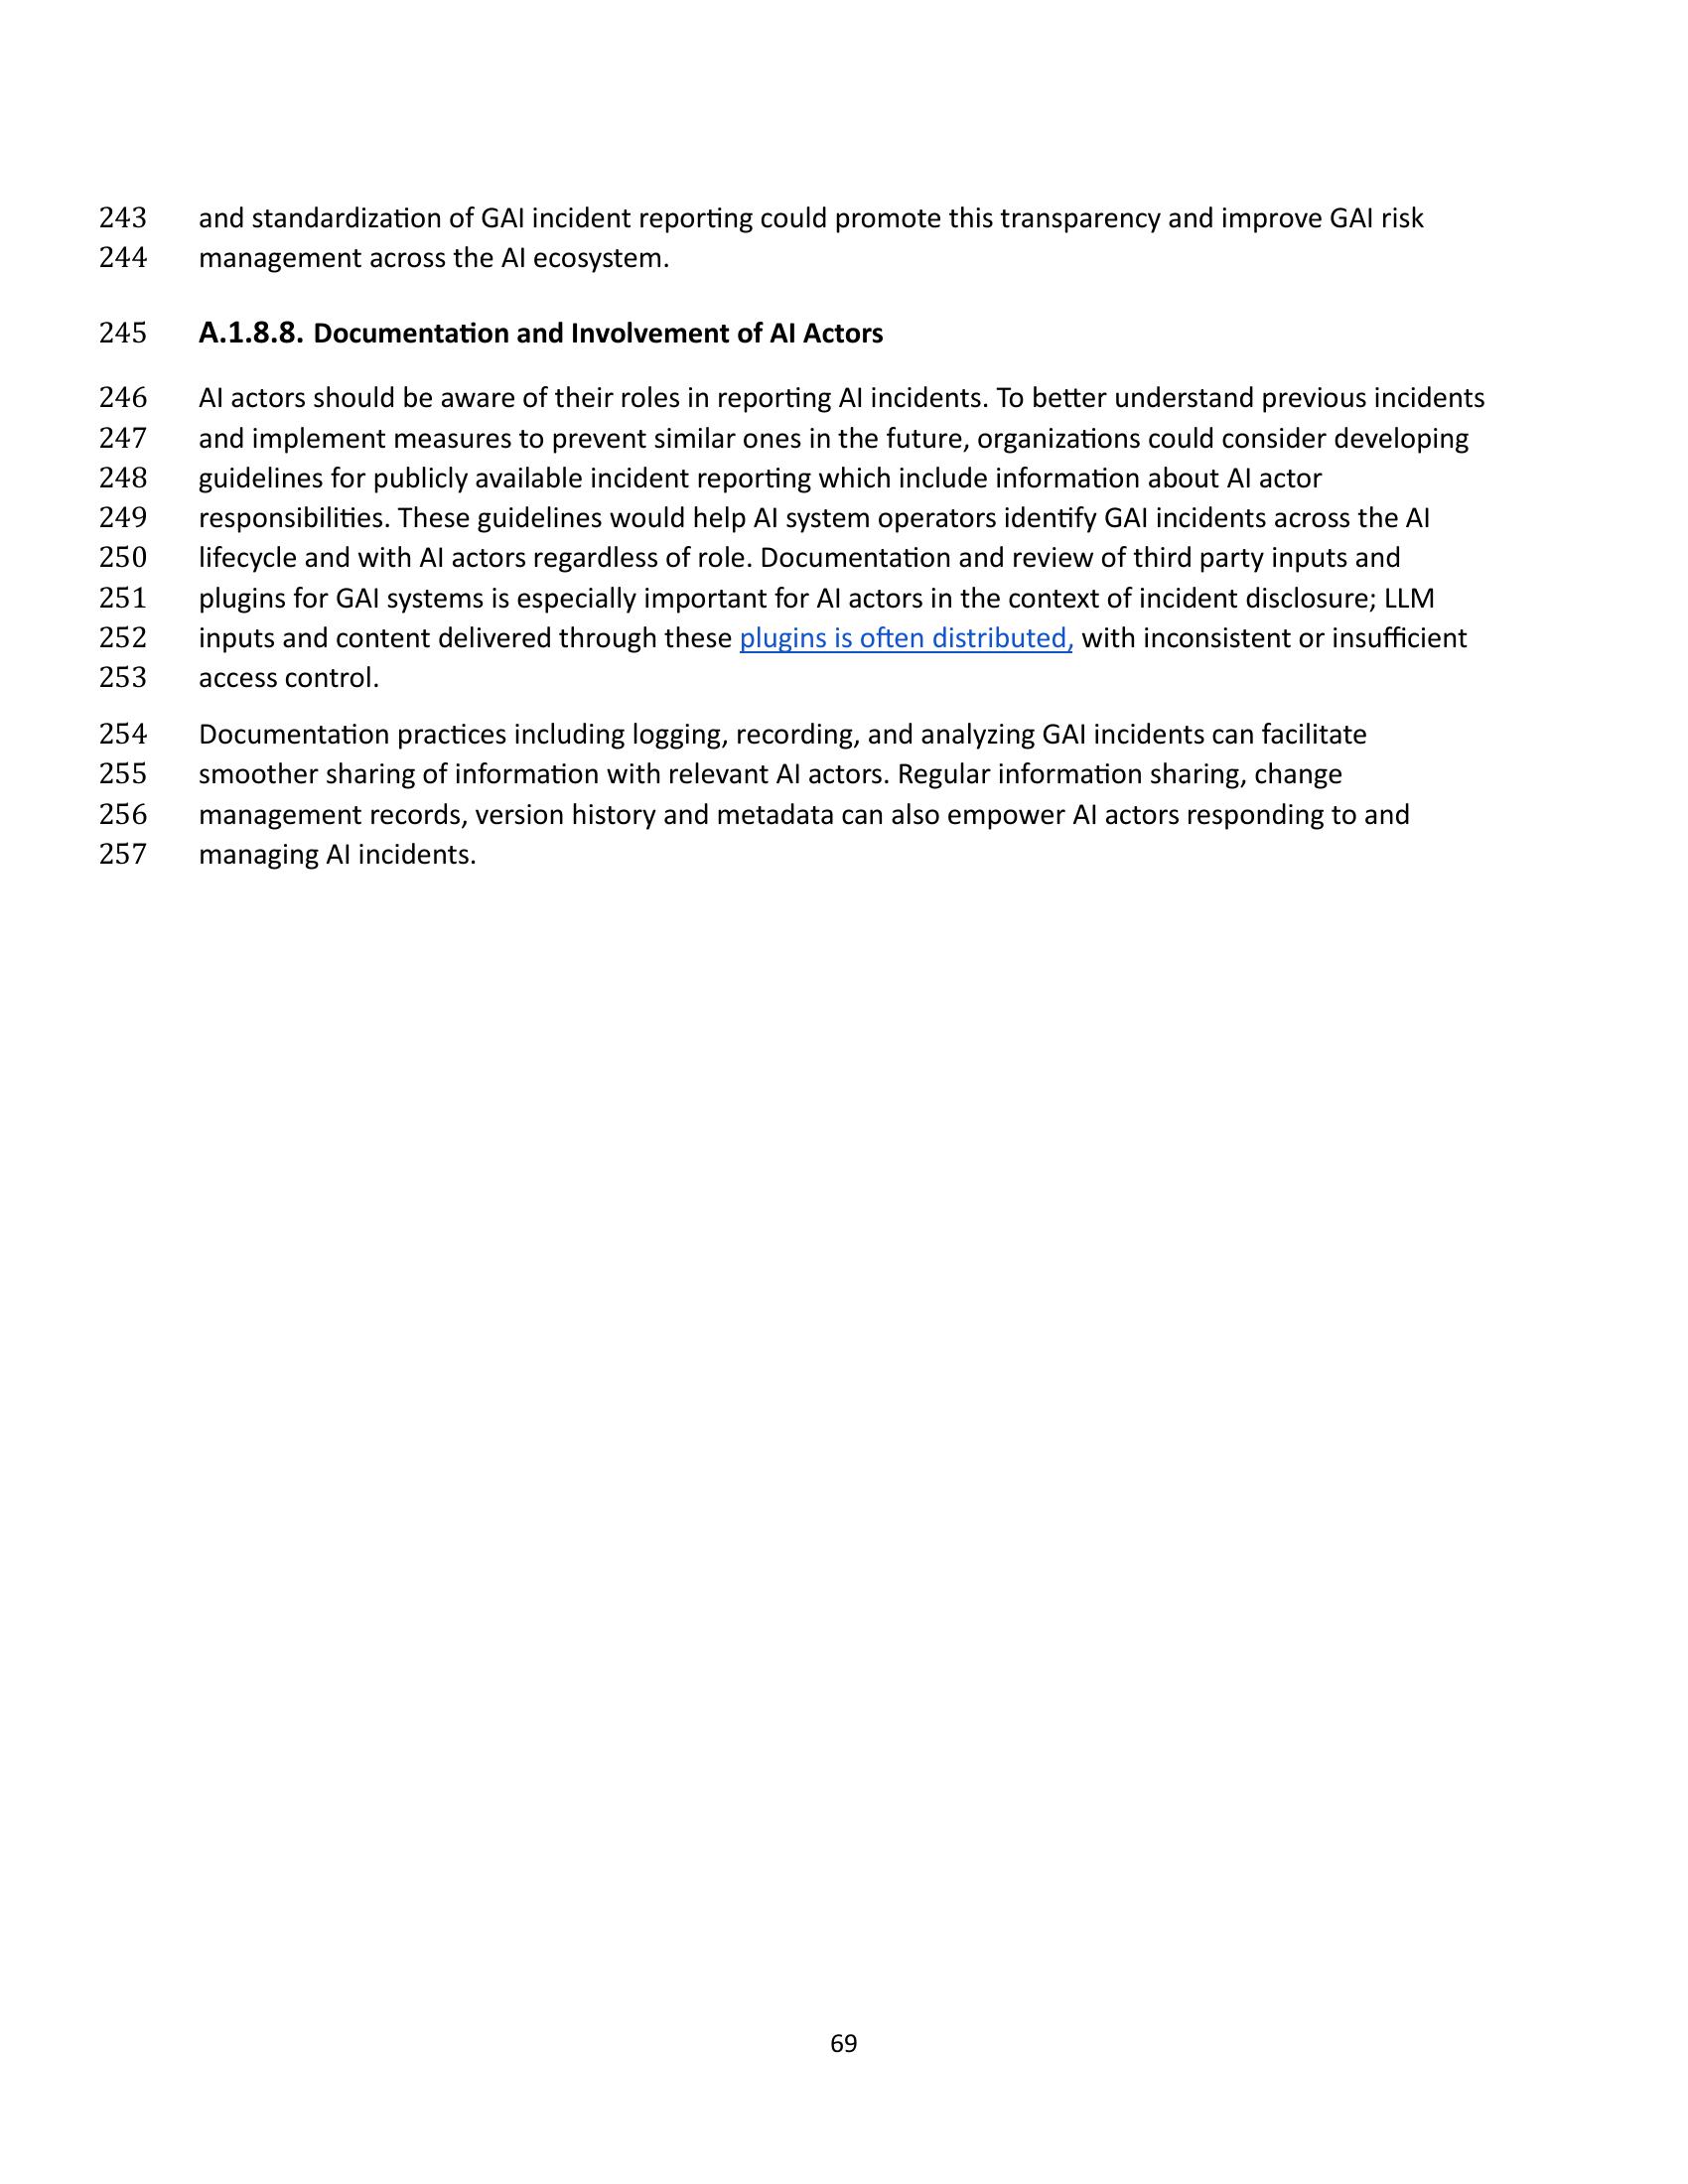 243 and standardization of GAI incident reporting could promote this transparency and improve GAI risk
244 management across the AI ecosystem.
245 A.1.8.8. Documentation and Involvement of AI Actors
246 AI actors should be aware of their roles in reporting AI incidents. To better understand previous incidents
247 and implement measures to prevent similar ones in the future, organizations could consider developing
248 guidelines for publicly available incident reporting which include information about AI actor
249 responsibilities. These guidelines would help AI system operators identify GAI incidents across the AI
250 lifecycle and with AI actors regardless of role. Documentation and review of third party inputs and
251 plugins for GAI systems is especially important for AI actors in the context of incident disclosure; LLM
252 inputs and content delivered through these plugins is often distributed, with inconsistent or insufficient
253 access control.
254 Documentation practices including logging, recording, and analyzing GAI incidents can facilitate
255 smoother sharing of information with relevant AI actors. Regular information sharing, change
256 management records, version history and metadata can also empower AI actors responding to and
257 managing AI incidents.
69